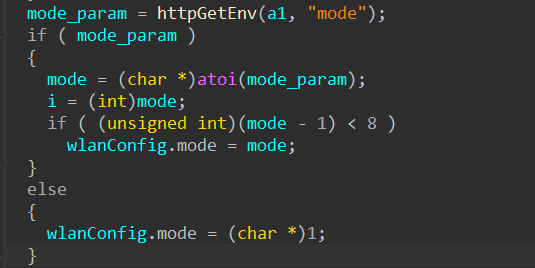 mode_param = httpGetEnv(a1, "mode");
if ( mode_param )
{
mode = (char *)atoi(mode_param);
i = (int)mode;
if ( (unsigned int)(mode - 1) < 8 )
wlanConfig.mode = mode;
}
else
{
wlanConfig.mode = (char *)1;
}